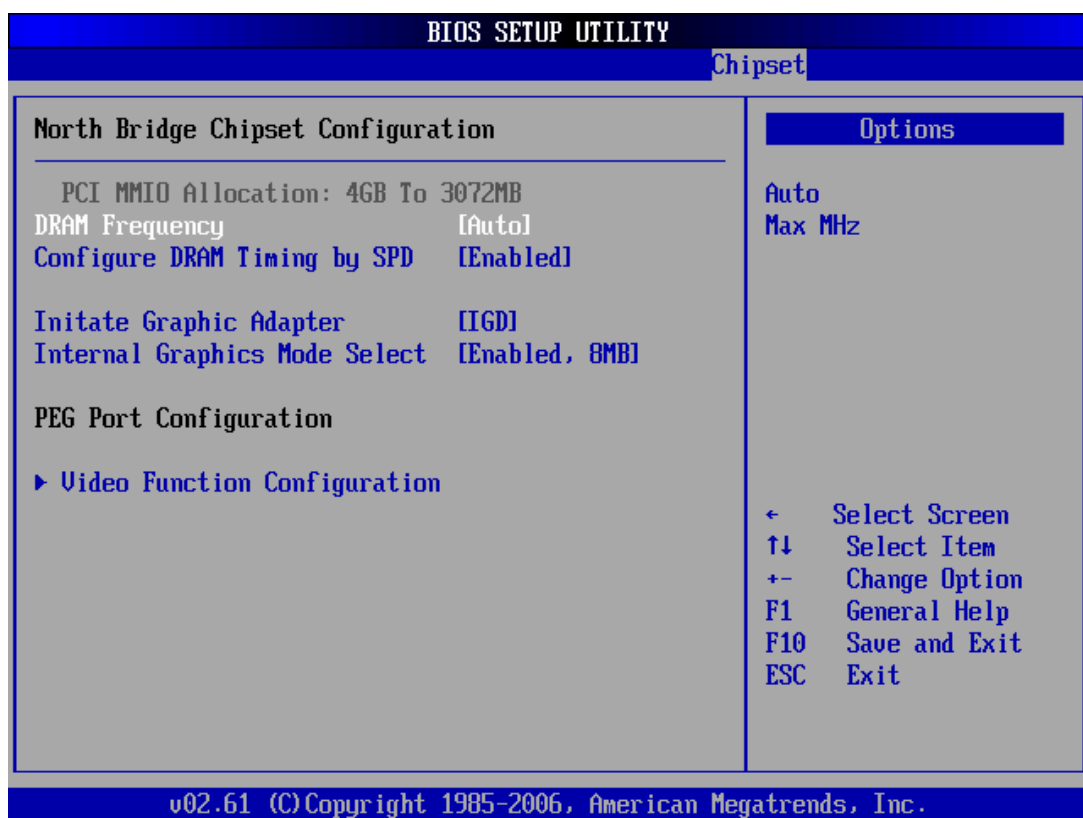 BIOS SETUP UTILITY
Chipset
North Bridge Chipset Configuration
PCI MMIO Allocation: 4GB To 3072MB
DRAM Frequency [Auto]
Configure DRAM Timing by SPD [Enabled]
Initate Graphic Adapter [IGD]
Internal Graphics Mode Select [Enabled, 8MB]
PEG Port Configuration
▶ Video Function Configuration
Options
Auto
Max MHz
← Select Screen
↑↓ Select Item
+- Change Option
F1 General Help
F10 Save and Exit
ESC Exit
v02.61 (C)Copyright 1985-2006, American Megatrends, Inc.